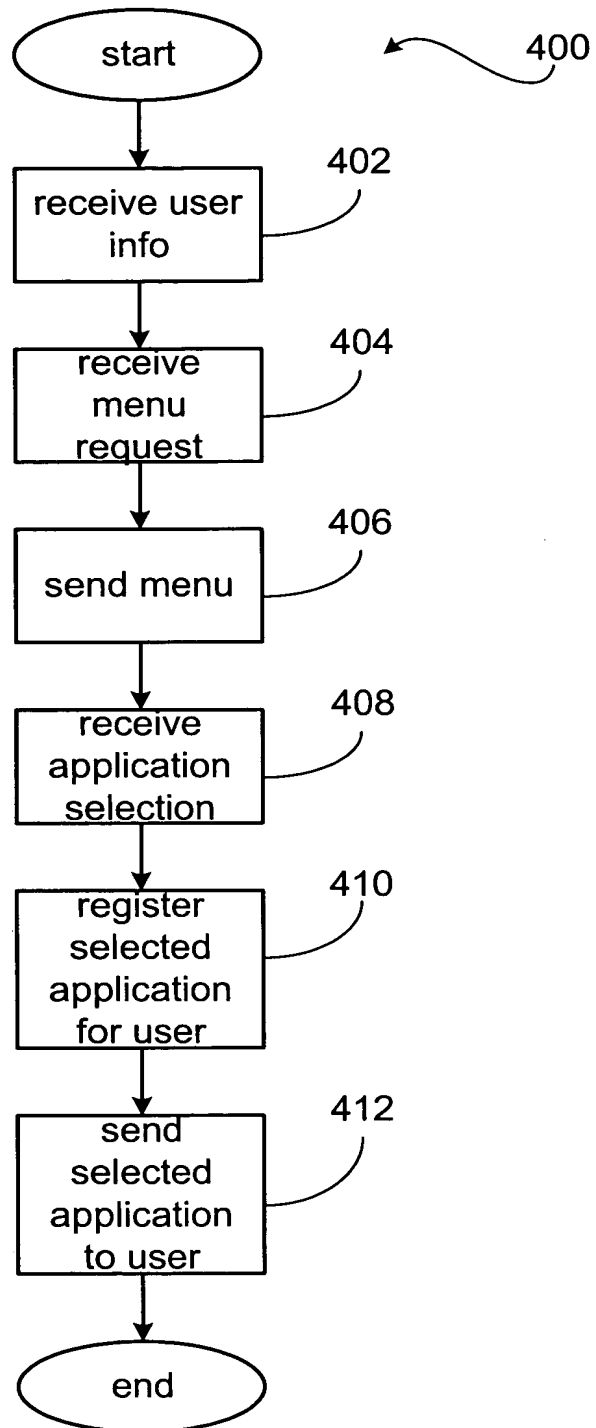 start
400
402
receive user
info
404
receive
menu
request
406
send menu
408
receive
application
selection
410
register
selected
application
for user
412
send
selected
application
to user
end